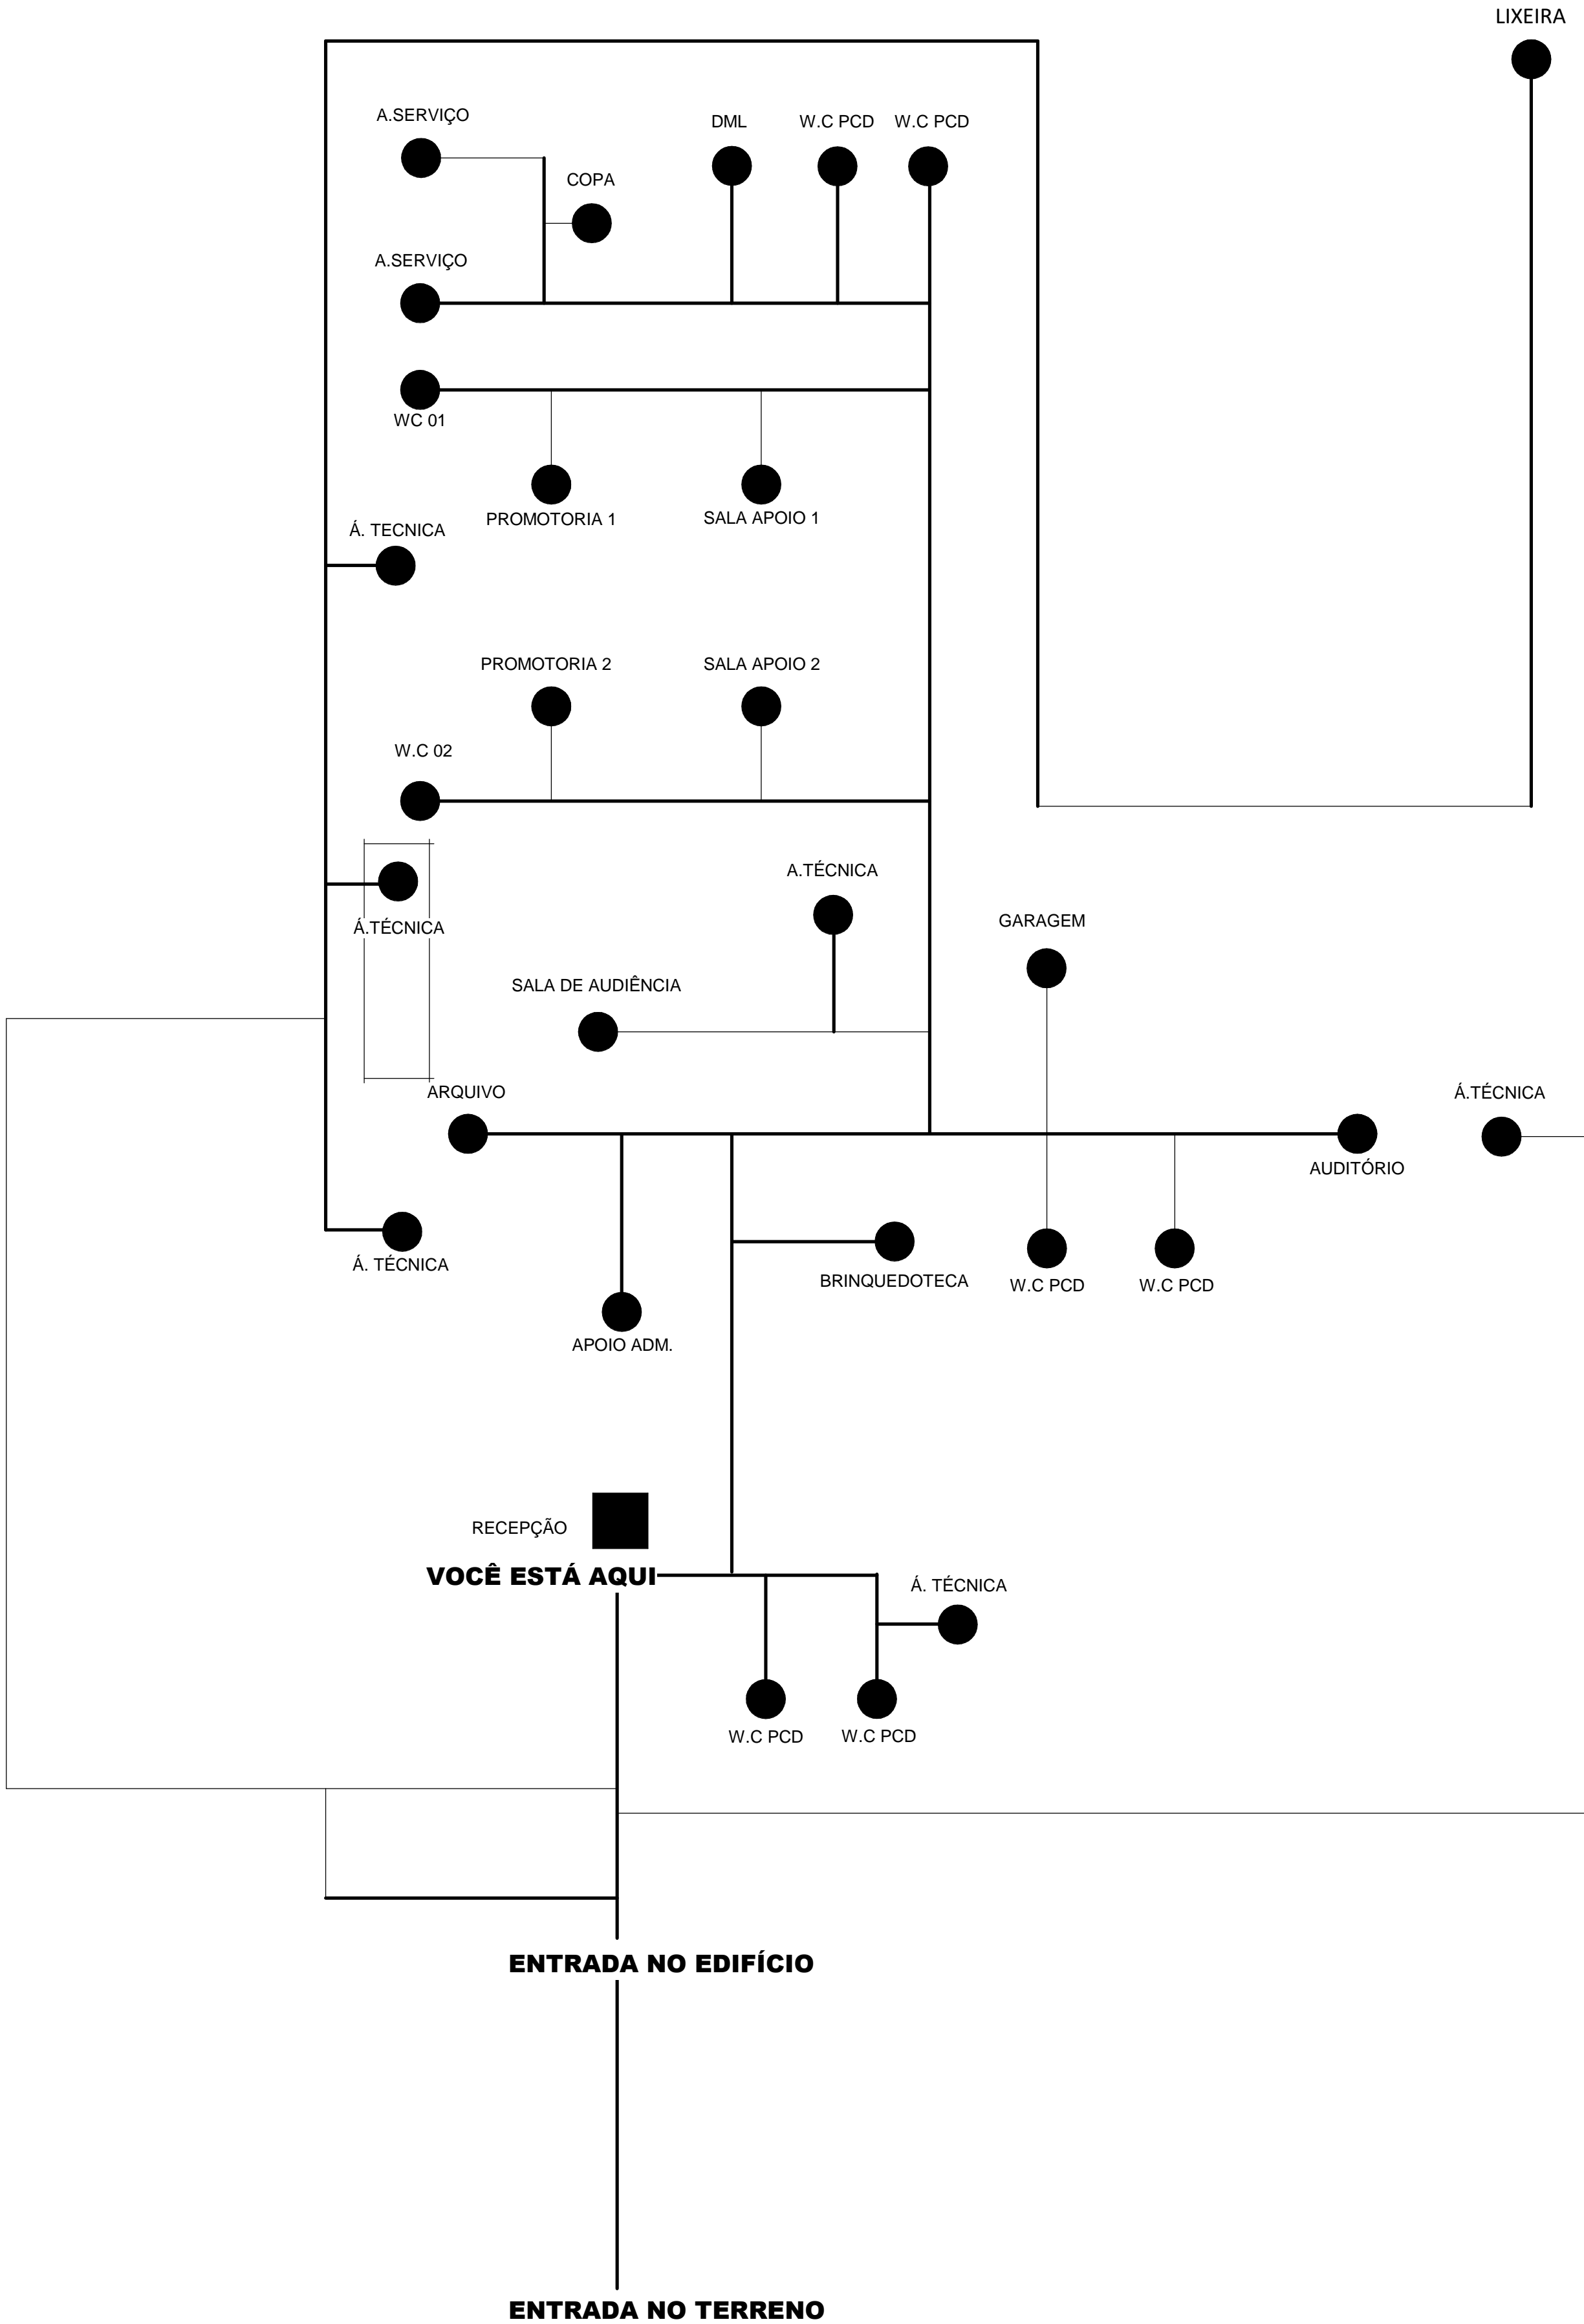 LIXEIRA
A.SERVIÇO
DML
W.C PCD
W.C PCD
COPA
A.SERVIÇO
WC 01
PROMOTORIA 1
SALA APOIO 1
Á. TECNICA
PROMOTORIA 2
SALA APOIO 2
W.C 02
A.TÉCNICA
GARAGEM
Á.TÉCNICA
SALA DE AUDIÊNCIA
ARQUIVO
Á.TÉCNICA
AUDITÓRIO
Á. TÉCNICA
BRINQUEDOTECA
W.C PCD
W.C PCD
APOIO ADM.
RECEPÇÃO
VOCÊ ESTÁ AQUI
Á. TÉCNICA
W.C PCD
W.C PCD
ENTRADA NO EDIFÍCIO
ENTRADA NO TERRENO